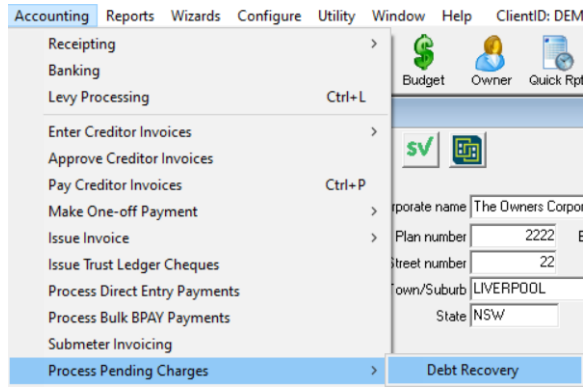 Accounting Reports Wizards Configure Utility Window Help ClientID: DEM
Receipting
Banking
Levy Processing Ctrl+L
Enter Creditor Invoices
Approve Creditor Invoices
Pay Creditor Invoices Ctrl+P
Make One-off Payment
Issue Invoice
Issue Trust Ledger Cheques
Process Direct Entry Payments
Process Bulk BPAY Payments
Submeter Invoicing
Process Pending Charges
Debt Recovery
Budget Owner Quick Rpt
sv
rporate name The Owners Corpor
Plan number 2222
Street number 22
own/Suburb LIVERPOOL
State NSW